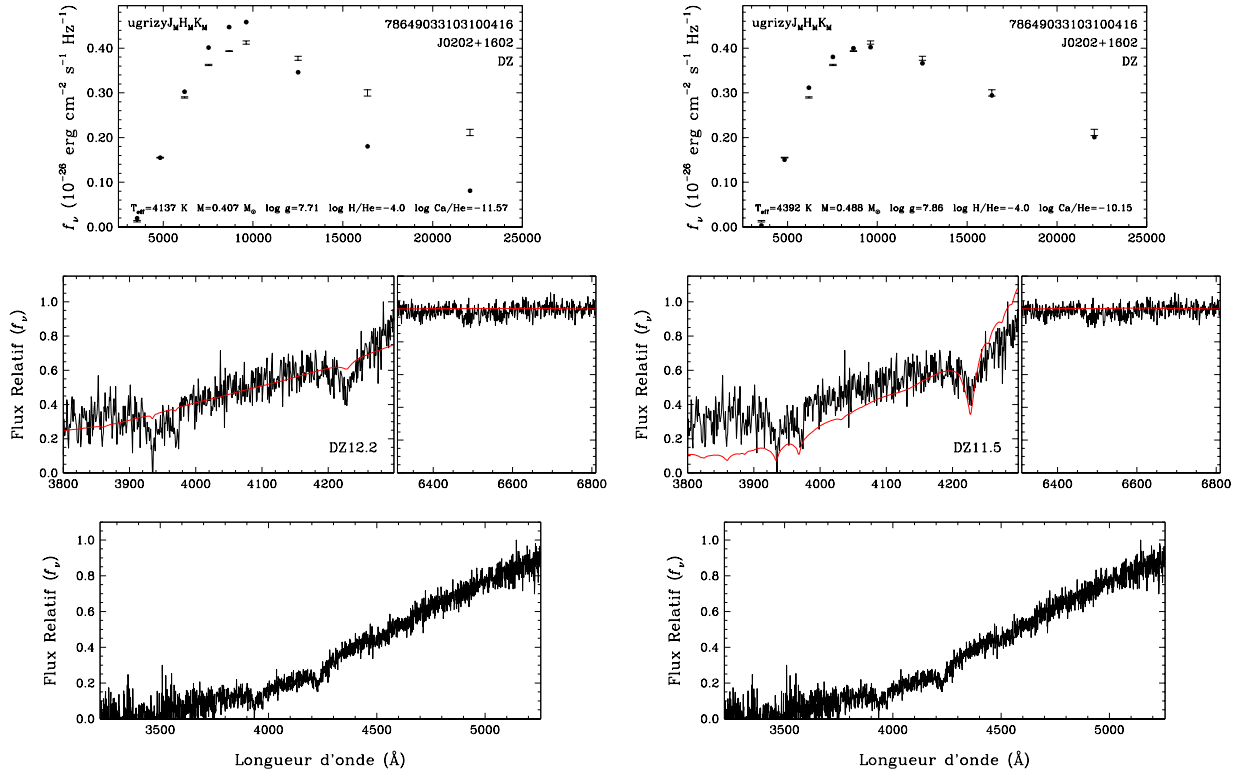 ugrizyJ_M H_M K_M
78649033103100416
J0202+1602
DZ
f_ν (10⁻²⁶ erg cm⁻² s⁻¹ Hz⁻¹)
0.40
0.30
0.20
0.10
0.00
T_eff=4137 K M=0.407 M_☉ log g=7.71 log H/He=−4.0 log Ca/He=−11.57
5000 10000 15000 20000 25000
ugrizyJ_M H_M K_M
78649033103100416
J0202+1602
DZ
f_ν (10⁻²⁶ erg cm⁻² s⁻¹ Hz⁻¹)
0.40
0.30
0.20
0.10
0.00
T_eff=4392 K M=0.488 M_☉ log g=7.86 log H/He=−4.0 log Ca/He=−10.15
5000 10000 15000 20000 25000
Flux Relatif (f_ν)
1.0
0.8
0.6
0.4
0.2
0.0
DZ12.2
3800 3900 4000 4100 4200
6400 6600 6800
Flux Relatif (f_ν)
1.0
0.8
0.6
0.4
0.2
0.0
DZ11.5
3800 3900 4000 4100 4200
6400 6600 6800
Flux Relatif (f_ν)
1.0
0.8
0.6
0.4
0.2
0.0
3500 4000 4500 5000
Longueur d'onde (Å)
Flux Relatif (f_ν)
1.0
0.8
0.6
0.4
0.2
0.0
3500 4000 4500 5000
Longueur d'onde (Å)